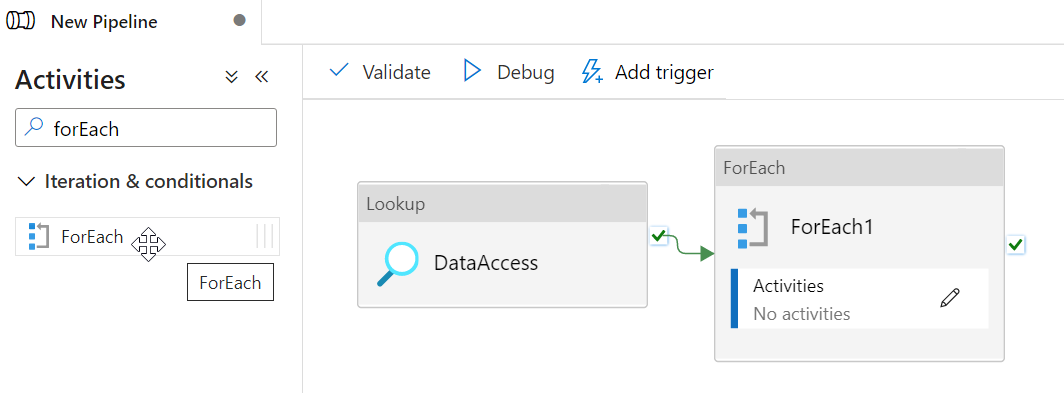 New Pipeline
Activities
forEach
Iteration & conditionals
ForEach
ForEach
Validate
Debug
Add trigger
Lookup
DataAccess
ForEach
ForEach1
Activities
No activities